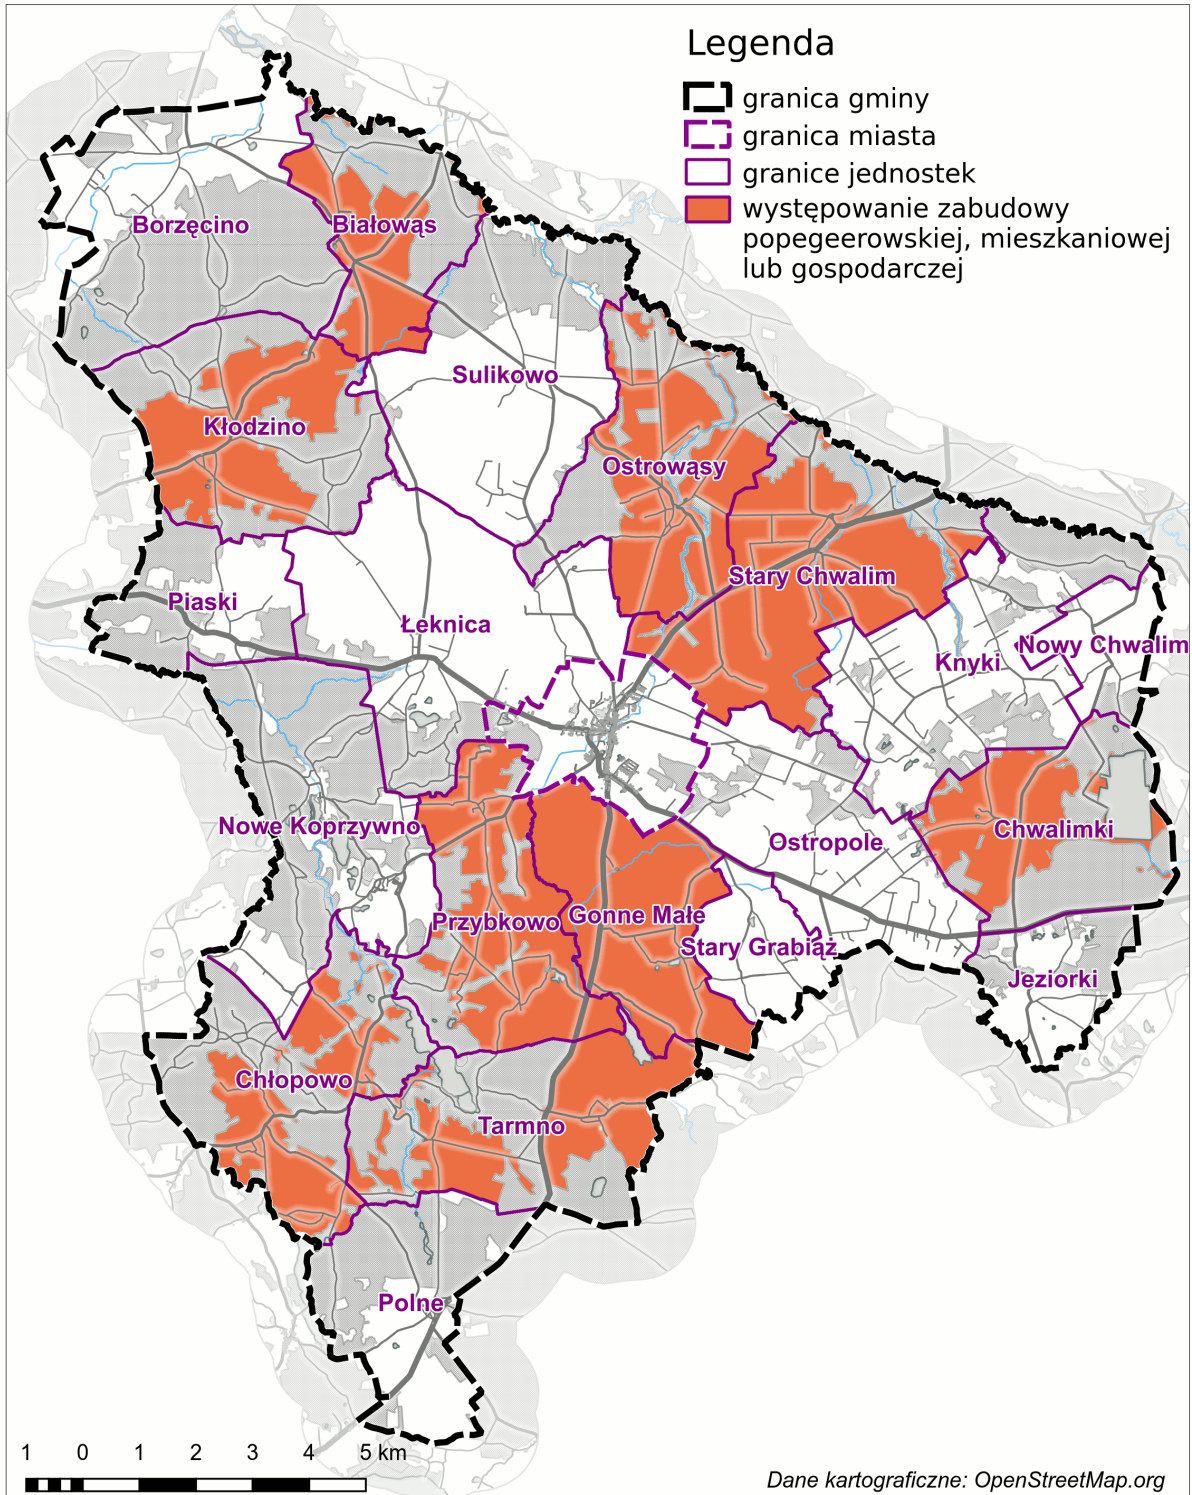 Legenda
granica gminy
granica miasta
granice jednostek
występowanie zabudowy
popegeerowskiej, mieszkaniowej
lub gospodarczej
Borzęcino
Białowąs
Sulikowo
Kłodzino
Ostrowąsy
Stary Chwalim
Piaski
Łeknica
Nowy Chwalim
Knyki
Nowe Koprzywno
Chwalimki
Ostropole
Przybkowo
Gonne Małe
Stary Grabiąż
Jeziorki
Chłopowo
Tarmno
Polne
1 0 1 2 3 4 5 km
Dane kartograficzne: OpenStreetMap.org